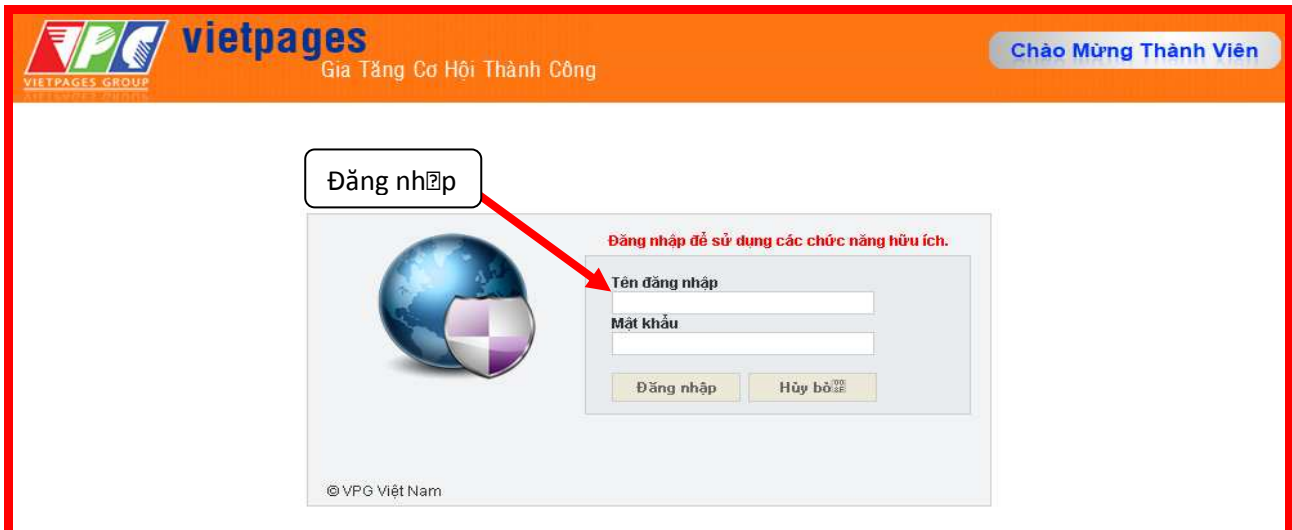 VPG vietpages
Gia Tăng Cơ Hội Thành Công
VIETPAGES GROUP
Chào Mừng Thành Viên
Đăng nh�p
Đăng nhập để sử dụng các chức năng hữu ích.
Tên đăng nhập
Mật khẩu
Đăng nhập Hủy bỏ
© VPG Việt Nam